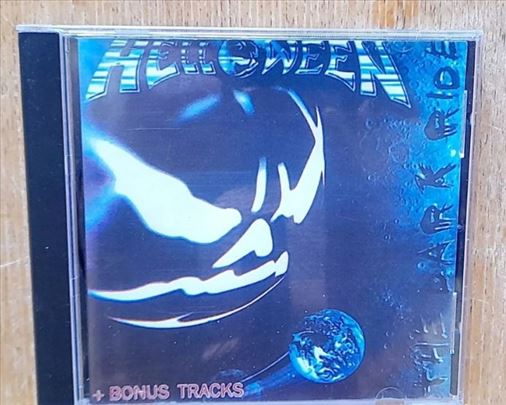 HELLOWEEN
THE DARK RIDE
+ BONUS TRACKS